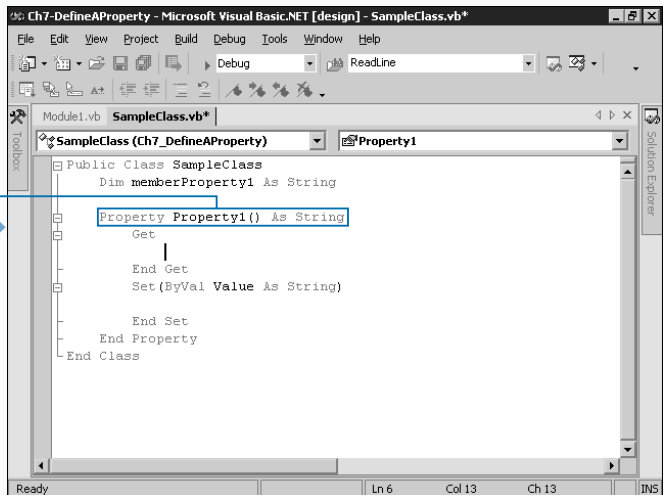 Ch7-DefineAProperty - Microsoft Visual Basic.NET [design] - SampleClass.vb*
File Edit View Project Build Debug Tools Window Help
Debug ReadLine
Module1.vb SampleClass.vb*
SampleClass (Ch7_DefineAProperty) Property1
Toolbox
Solution Explorer
Public Class SampleClass
Dim memberProperty1 As String
Property Property1() As String
Get
End Get
Set(ByVal Value As String)
End Set
End Property
End Class
Ready Ln 6 Col 13 Ch 13 INS